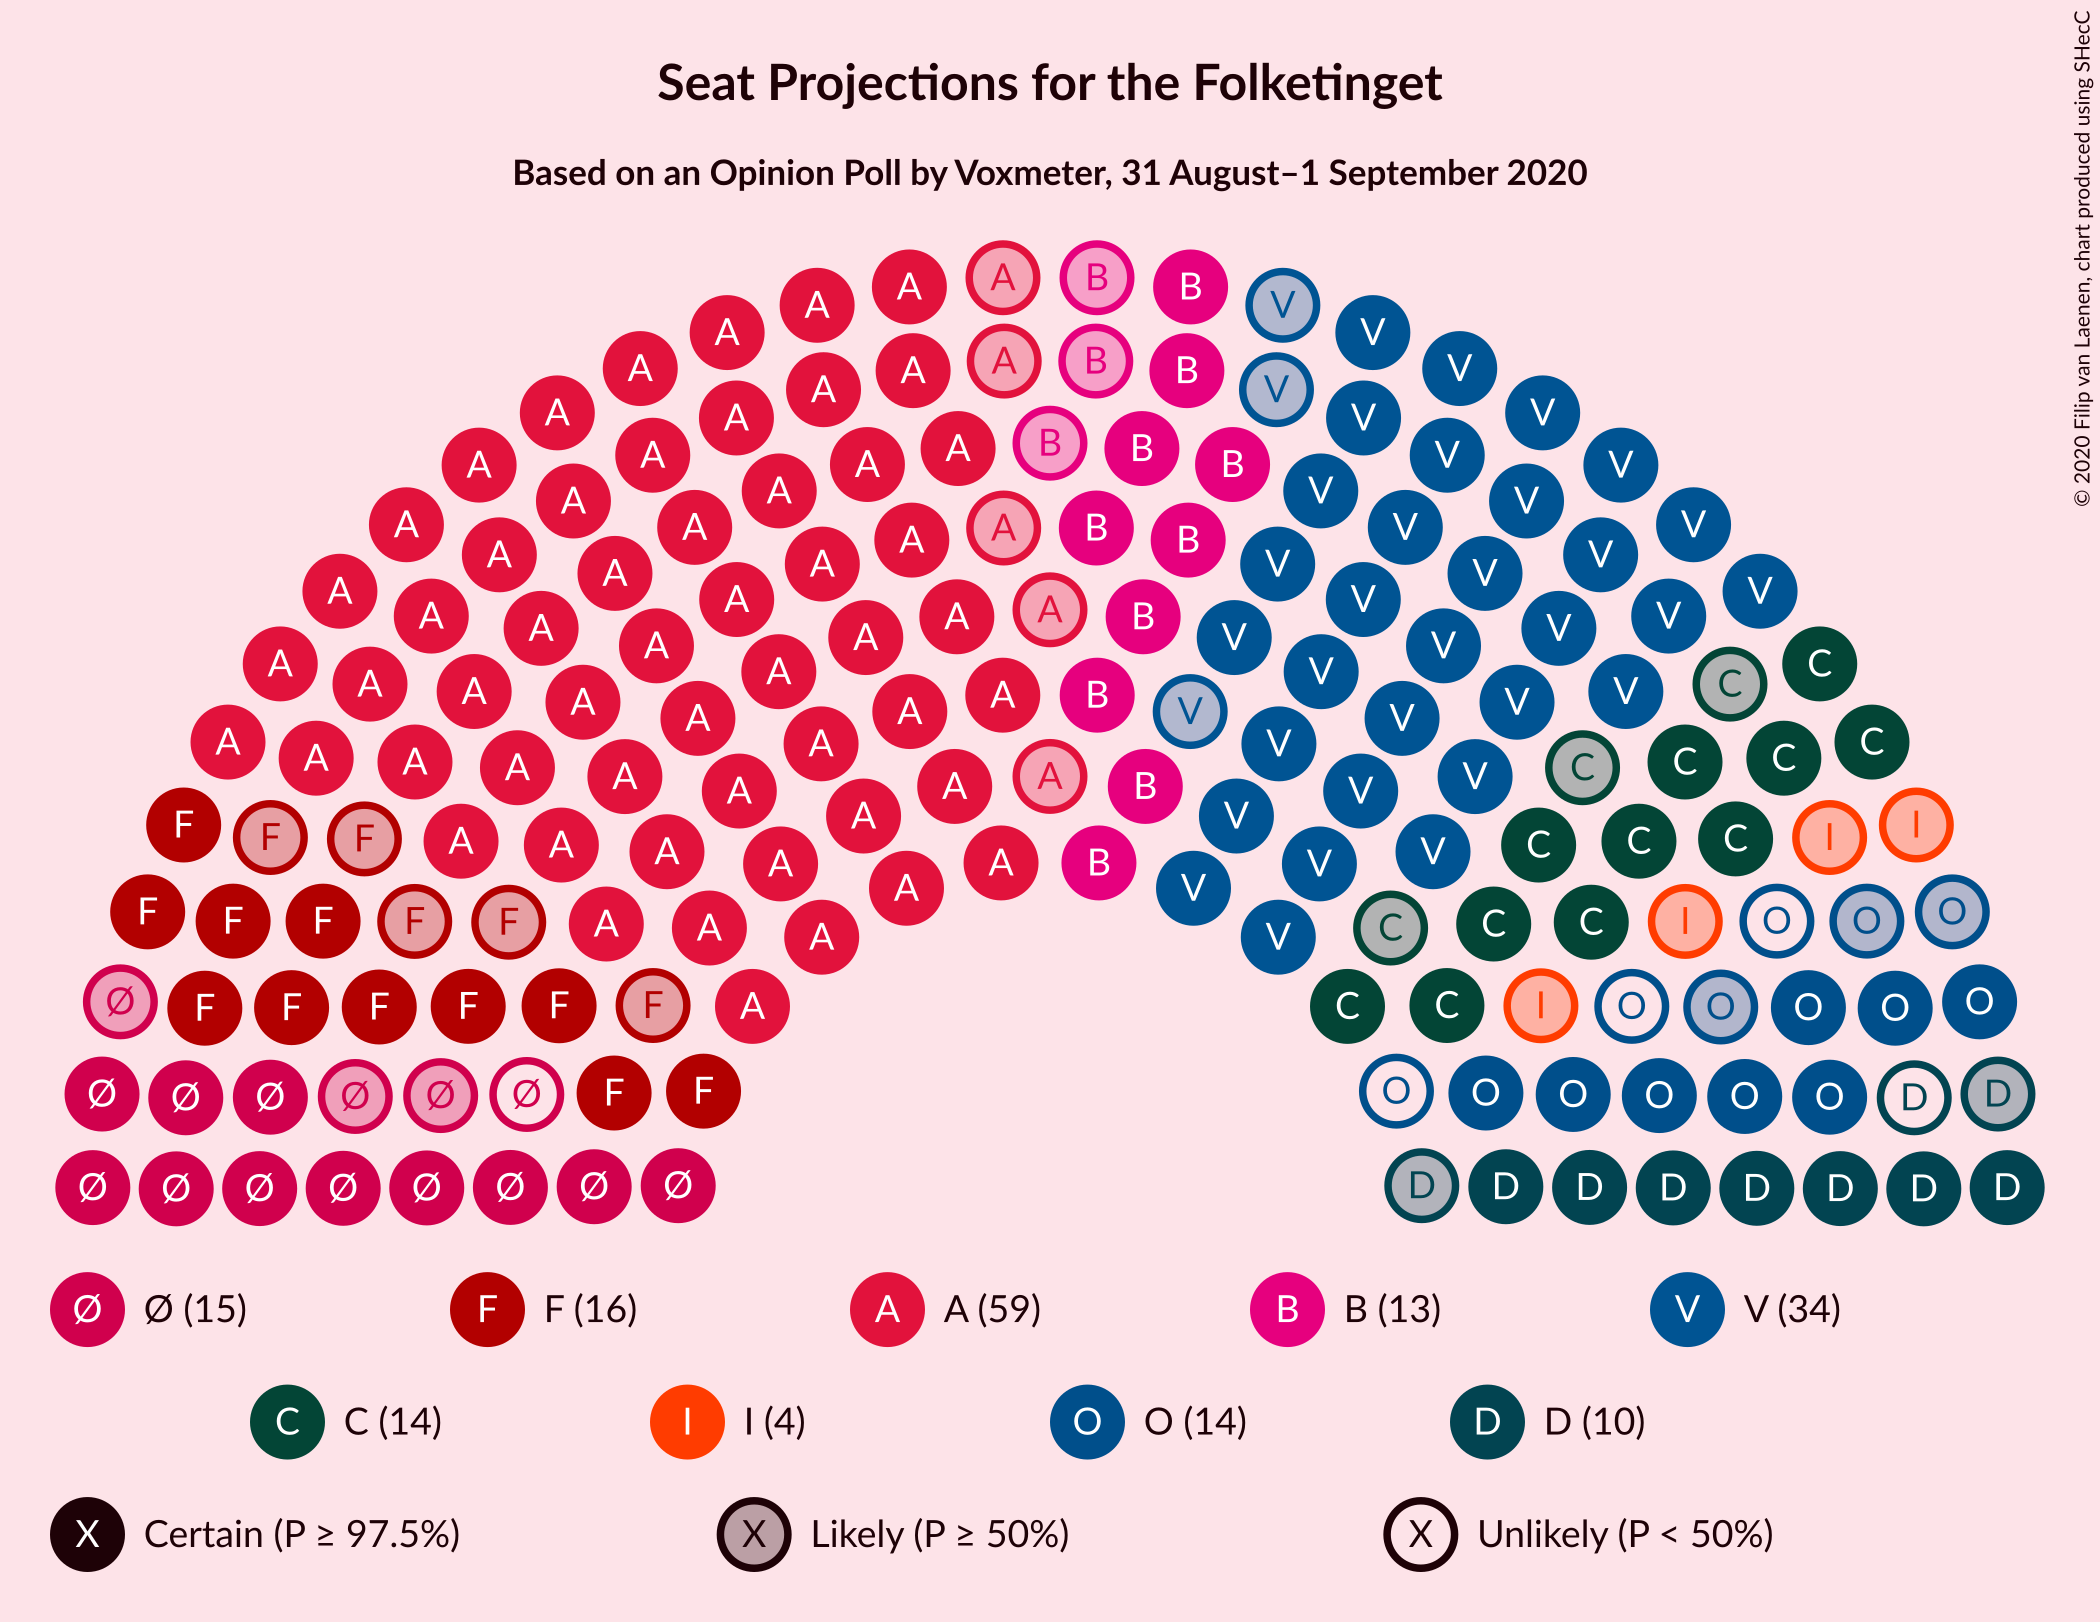 Seat Projections for the Folketinget
Based on an Opinion Poll by Voxmeter, 31 August–1 September 2020
© 2020 Filip van Laenen, chart produced using SHecC
A B
A B
A V
A V
A B
A A B V
A V
A A V V
A B B
A V
A A B V
A V
A V
A A A B V V
A B
A V
A V
A V
A A V V
A
A A B V
A V
A V
A V
A A V C
A A V C
A B
A V
A V
A V
A A V C
A A A C C C
A A V
A A B V
F A V I
F F A A A V C C C I
A A B V
A V
F F F F F A A A V C C C I O O O
Ø F F F F F F A C C I O O O O O
Ø Ø Ø Ø Ø Ø F F O O O O O O D D
Ø Ø Ø Ø Ø Ø Ø Ø D D D D D D D D
Ø Ø (15) F F (16) A A (59) B B (13) V V (34)
C C (14) I I (4) O O (14) D D (10)
X Certain (P ≥ 97.5%) X Likely (P ≥ 50%) X Unlikely (P < 50%)